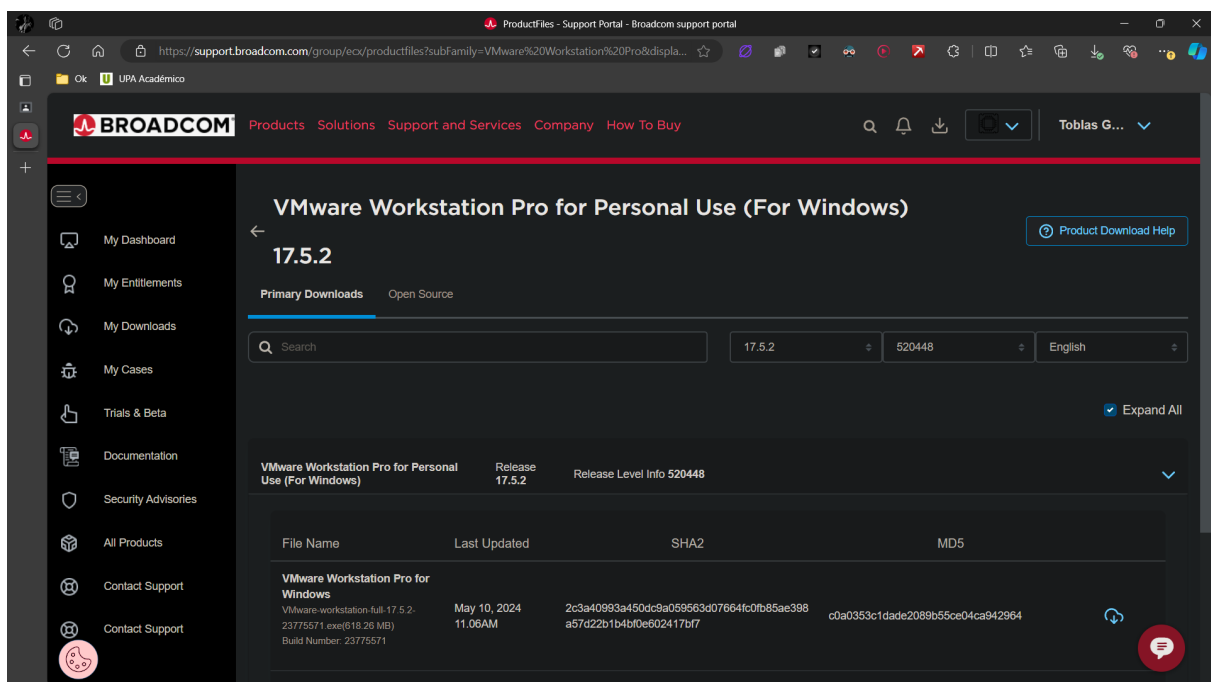 ProductFiles - Support Portal - Broadcom support portal
https://support.broadcom.com/group/ecx/productfiles?subFamily=VMware%20Workstation%20Pro&displa...
Ok UPA Académico
BROADCOM Products Solutions Support and Services Company How To Buy Toblas G...
VMware Workstation Pro for Personal Use (For Windows)
17.5.2
Product Download Help
My Dashboard
My Entitlements
My Downloads
My Cases
Trials & Beta
Documentation
Security Advisories
All Products
Contact Support
Contact Support
Primary Downloads Open Source
Search 17.5.2 520448 English
Expand All
VMware Workstation Pro for Personal
Use (For Windows)
Release
17.5.2
Release Level Info 520448
File Name Last Updated SHA2 MD5
VMware Workstation Pro for
Windows
VMware-workstation-full-17.5.2-
23775571.exe(618.26 MB)
Build Number: 23775571
May 10, 2024
11.06AM
2c3a40993a450dc9a059563d07664fc0fb85ae398
a57d22b1b4bf0e602417bf7
c0a0353c1dade2089b55ce04ca942964